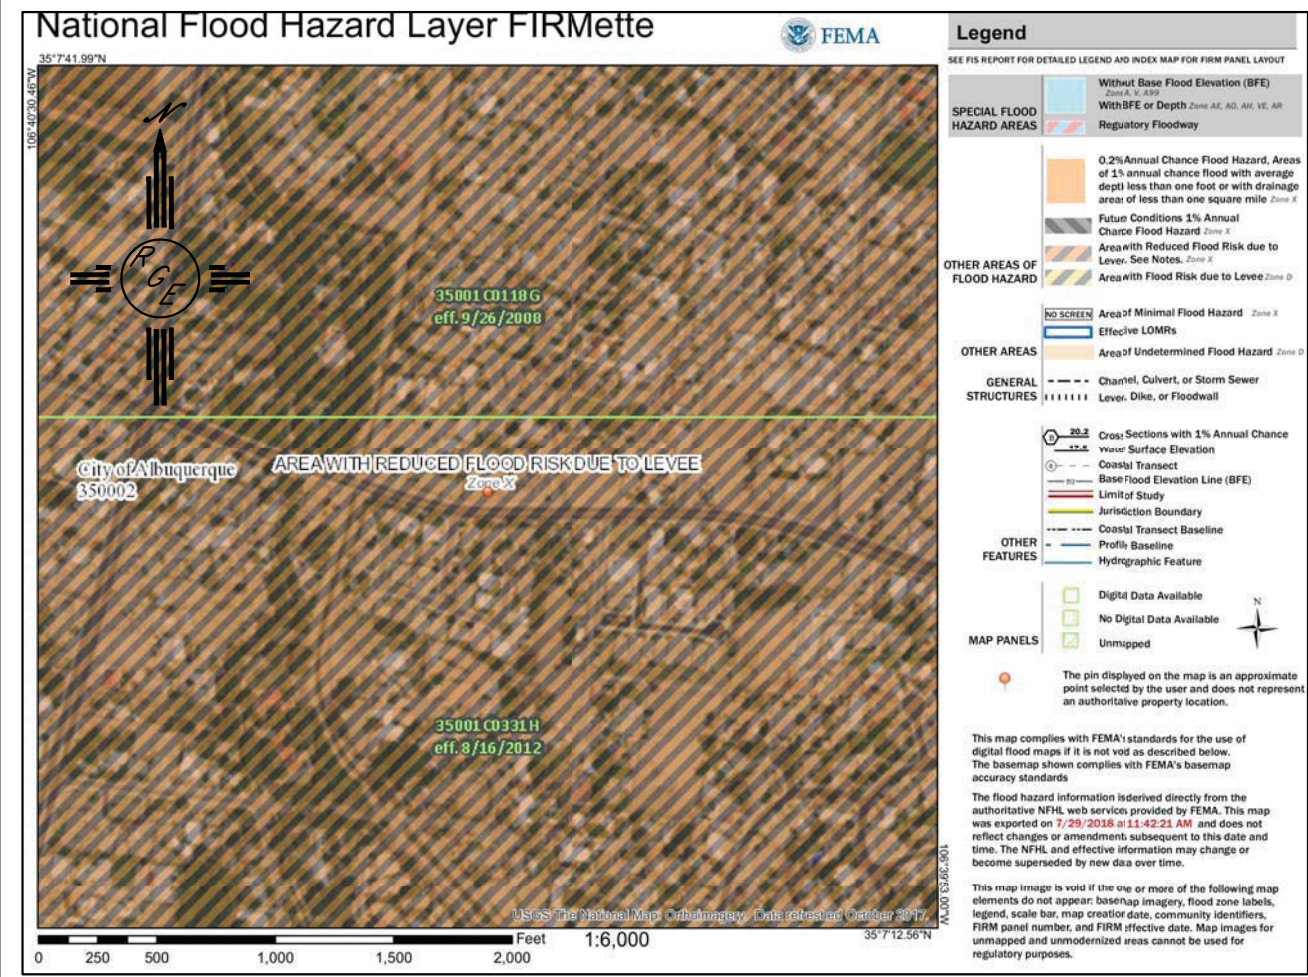 National Flood Hazard Layer FIRMette
FEMA
35°7'41.99"N
106°40'30.46"W
N
R
G
E
35001C0118G
eff. 9/26/2008
City of Albuquerque
350002
AREA WITH REDUCED FLOOD RISK DUE TO LEVEE
Zone X
35001C0331H
eff. 8/16/2012
USGS The National Map: Orthoimagery. Data refreshed October 2017.
106°39'53.00"W
35°7'12.56"N
Feet
1:6,000
0 250 500 1,000 1,500 2,000
Legend
SEE FIS REPORT FOR DETAILED LEGEND AND INDEX MAP FOR FIRM PANEL LAYOUT
SPECIAL FLOOD
HAZARD AREAS
Without Base Flood Elevation (BFE)
Zone A, V, A99
With BFE or Depth Zone AE, AO, AH, VE, AR
Reguatory Floodway
OTHER AREAS OF
FLOOD HAZARD
0.2% Annual Chance Flood Hazard, Areas
of 1% annual chance flood with average
depth less than one foot or with drainage
areas of less than one square mile Zone X
Future Conditions 1% Annual
Chance Flood Hazard Zone X
Area with Reduced Flood Risk due to
Levee. See Notes. Zone X
Area with Flood Risk due to Levee Zone D
OTHER AREAS
NO SCREEN Area of Minimal Flood Hazard Zone X
Effective LOMRs
Area of Undetermined Flood Hazard Zone D
GENERAL
STRUCTURES
Channel, Culvert, or Storm Sewer
Levee, Dike, or Floodwall
OTHER
FEATURES
B 20.2 Cross Sections with 1% Annual Chance
17.5 Water Surface Elevation
8 Coastal Transect
513 Base Flood Elevation Line (BFE)
Limit of Study
Jurisdiction Boundary
Coastal Transect Baseline
Profile Baseline
Hydrographic Feature
MAP PANELS
Digital Data Available
No Digital Data Available
Unmapped
N
The pin displayed on the map is an approximate
point selected by the user and does not represent
an authoritative property location.
This map complies with FEMA's standards for the use of
digital flood maps if it is not void as described below.
The basemap shown complies with FEMA's basemap
accuracy standards
The flood hazard information is derived directly from the
authoritative NFHL web services provided by FEMA. This map
was exported on 7/29/2018 at 11:42:21 AM and does not
reflect changes or amendments subsequent to this date and
time. The NFHL and effective information may change or
become superseded by new data over time.
This map image is void if the one or more of the following map
elements do not appear: basemap imagery, flood zone labels,
legend, scale bar, map creation date, community identifiers,
FIRM panel number, and FIRM effective date. Map images for
unmapped and unmodernized areas cannot be used for
regulatory purposes.